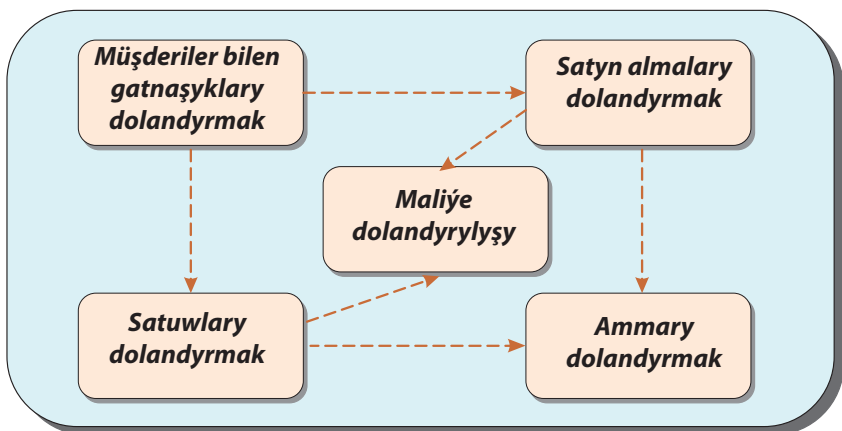 Müşderiler bilen
gatnaşyklary
dolandyrmak
Satyn almalary
dolandyrmak
Maliýe
dolandyrylyşy
Satuwlary
dolandyrmak
Ammary
dolandyrmak